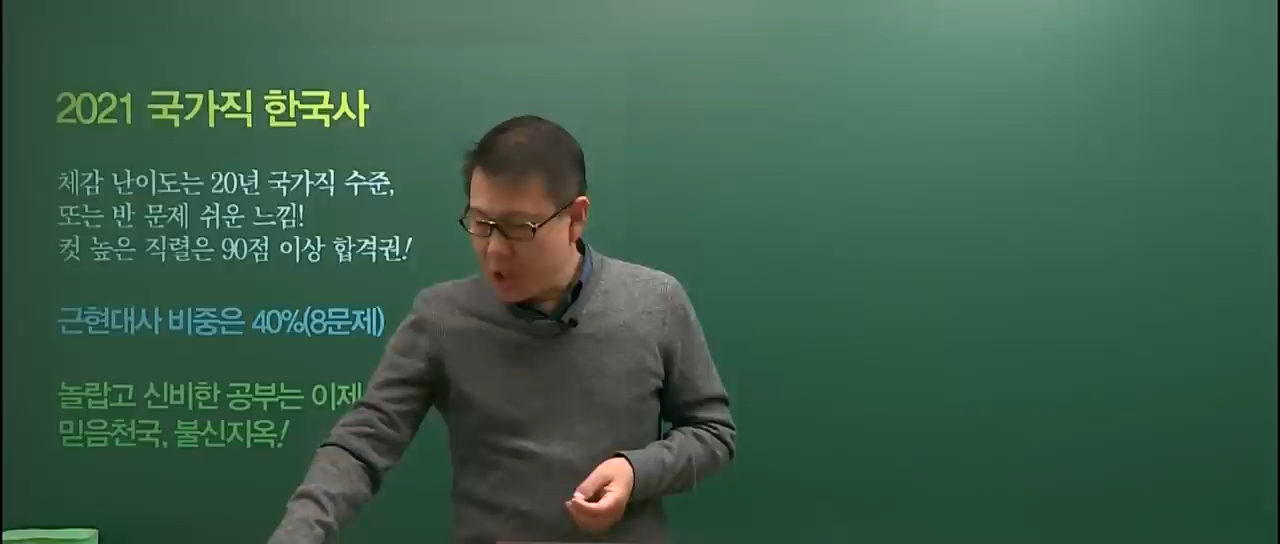 2021 국가직 한국사
체감 난이도는 20년 국가직 수준,
또는 반 문제 쉬운 느낌!
컷 높은 직렬은 90점 이상 합격권!
근현대사 비중은 40%(8문제)
놀랍고 신비한 공부는 이제
믿음천국, 불신지옥!